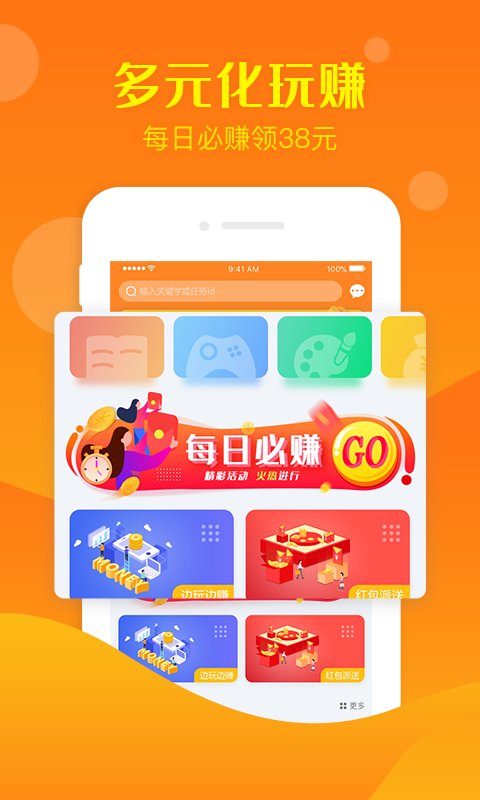 多元化玩赚
每日必赚领38元
9:41 AM
100%
输入关键字或任务id
每日必赚
GO
精彩活动 火热进行
MONEY
边玩边赚
红包派送
MONEY
边玩边赚
红包派送
更多